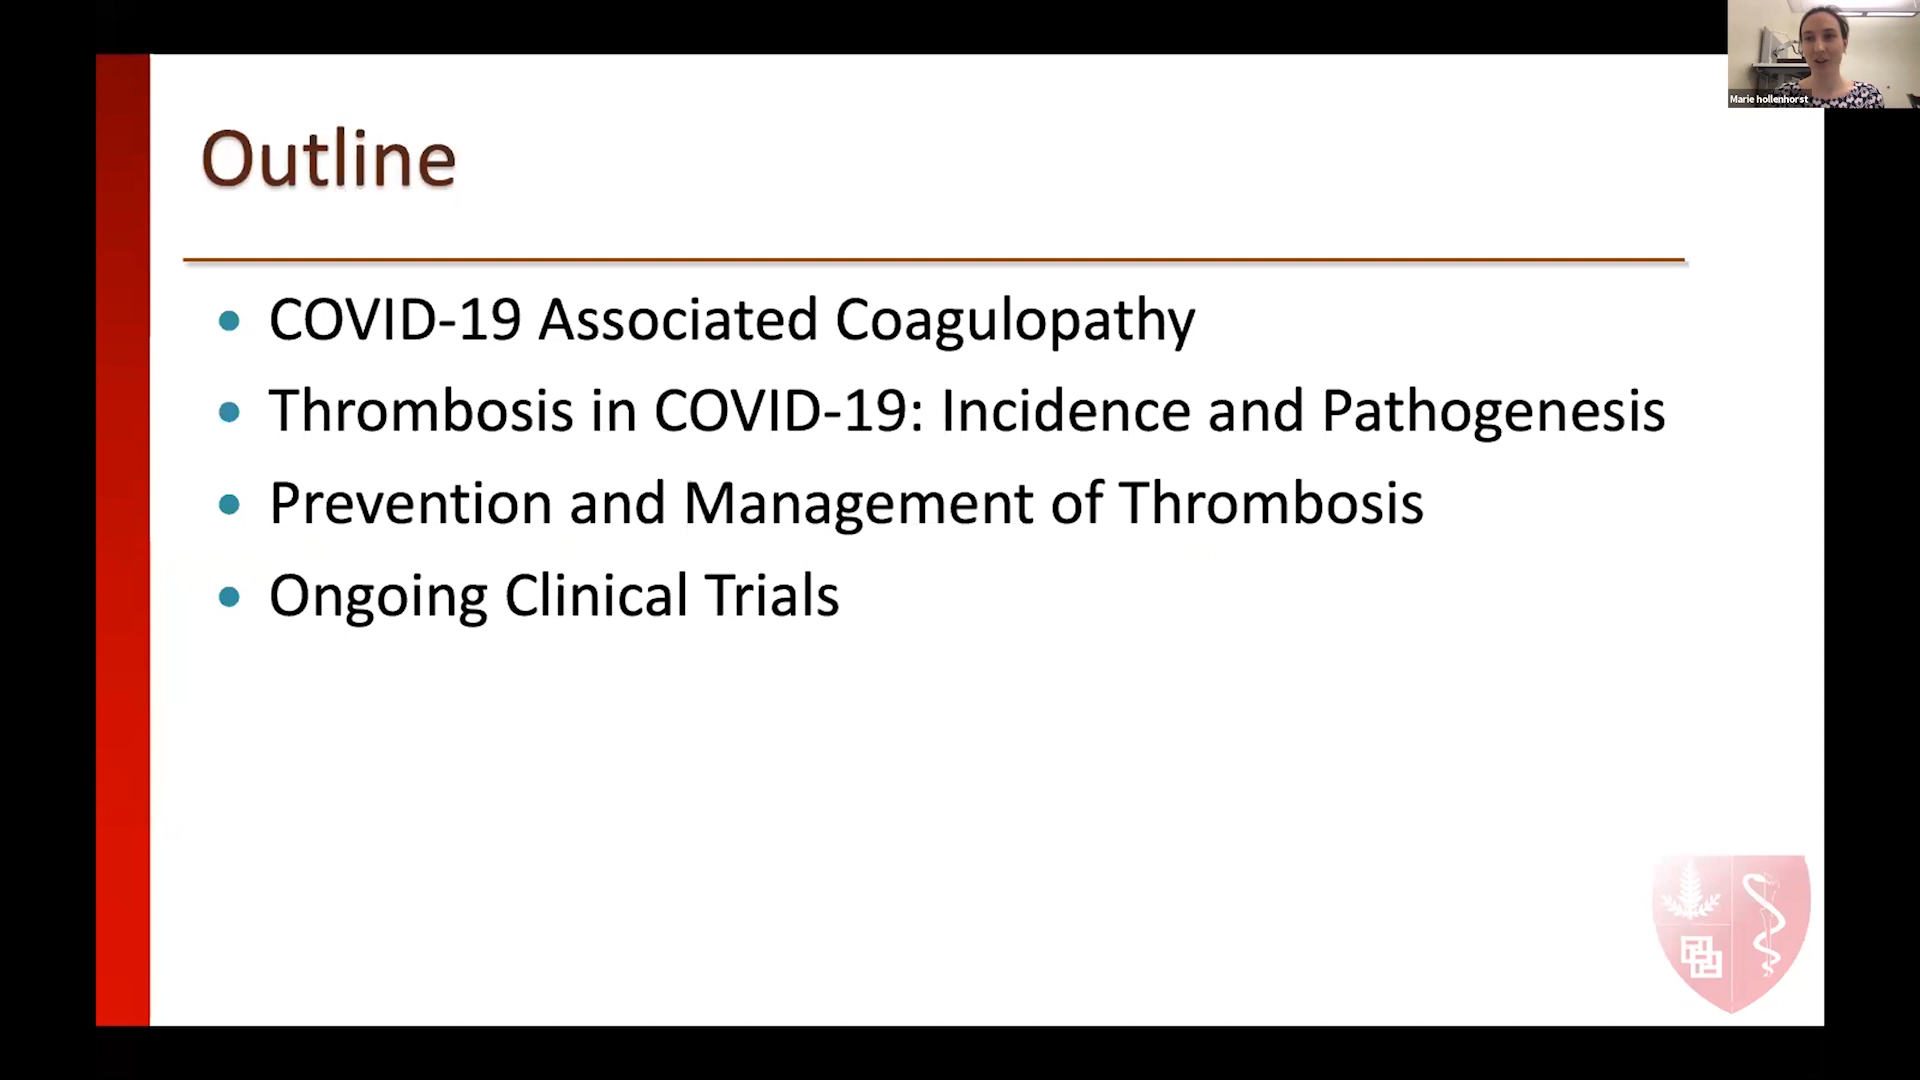 Marie hollenhorst
Outline
• COVID-19 Associated Coagulopathy
• Thrombosis in COVID-19: Incidence and Pathogenesis
• Prevention and Management of Thrombosis
• Ongoing Clinical Trials